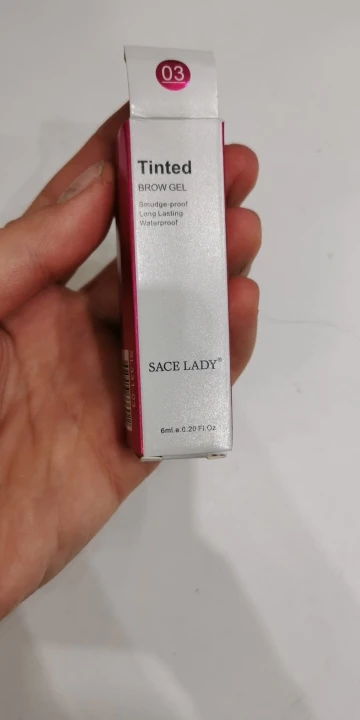 03
Tinted
BROW GEL
Smudge-proof
Long Lasting
Waterproof
SACE LADY®
6ml.e.0.20 Fl.Oz.